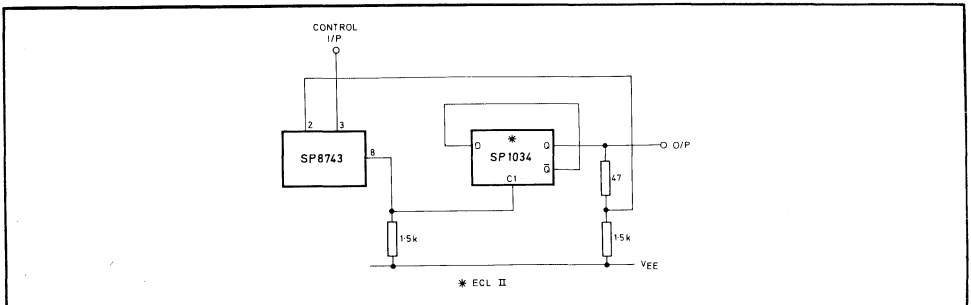 CONTROL
I/P
2 3
SP8743
8
D * Q
SP1034
Q̅
C1
O/P
47
1·5k
1·5k
VEE
* ECL II